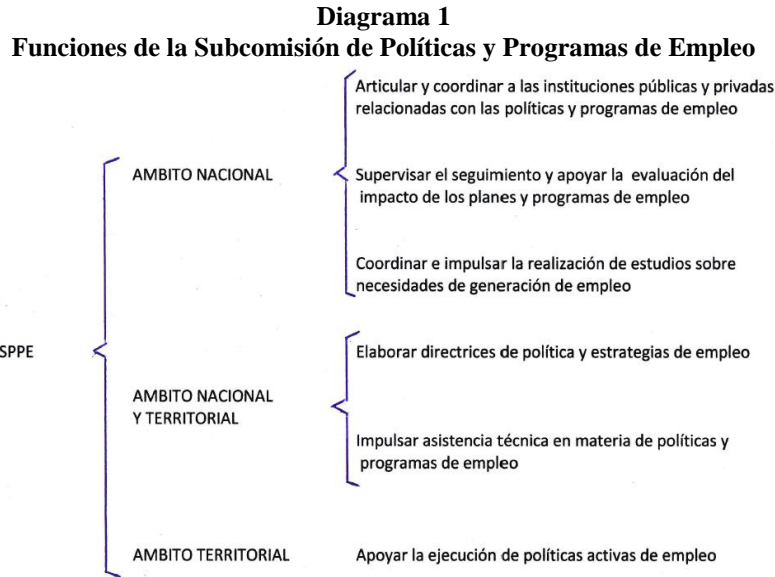 Diagrama 1
Funciones de la Subcomisión de Políticas y Programas de Empleo
Articular y coordinar a las instituciones públicas y privadas
relacionadas con las políticas y programas de empleo
AMBITO NACIONAL
Supervisar el seguimiento y apoyar la evaluación del
impacto de los planes y programas de empleo
Coordinar e impulsar la realización de estudios sobre
necesidades de generación de empleo
SPPE
Elaborar directrices de política y estrategias de empleo
AMBITO NACIONAL
Y TERRITORIAL
Impulsar asistencia técnica en materia de políticas y
programas de empleo
AMBITO TERRITORIAL
Apoyar la ejecución de políticas activas de empleo